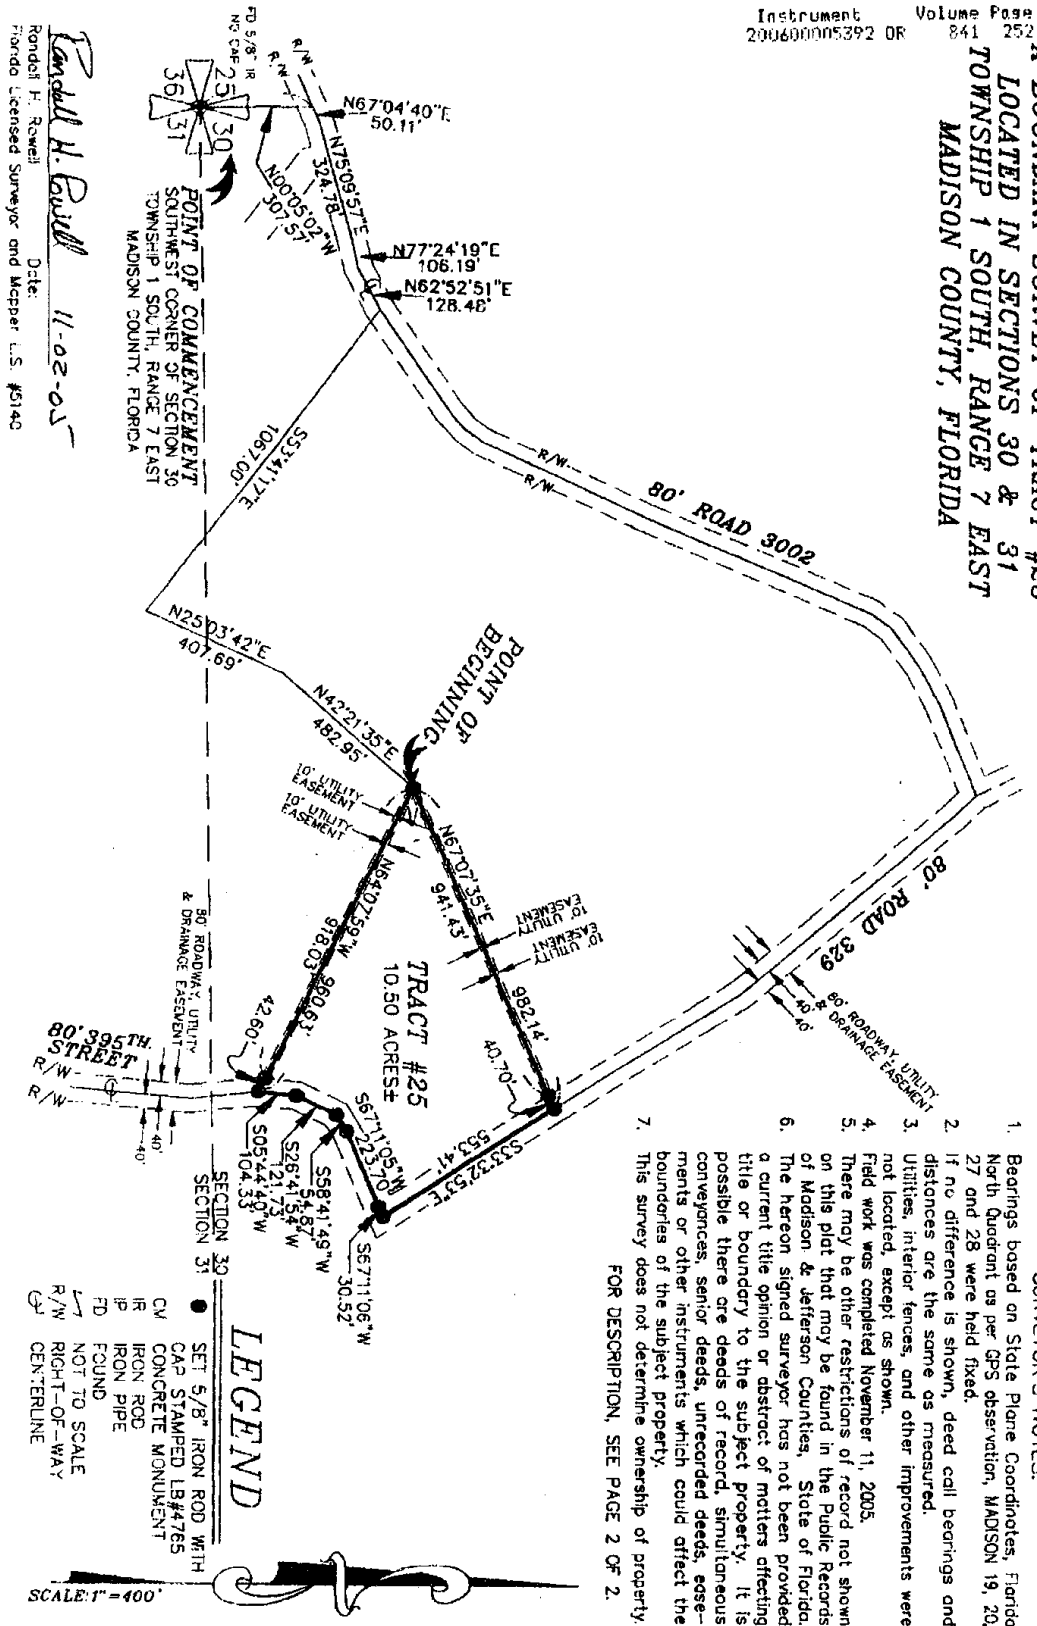 Instrument Volume Page
200600005392 OR 841 252
LOCATED IN SECTIONS 30 & 31
TOWNSHIP 1 SOUTH, RANGE 7 EAST
MADISON COUNTY, FLORIDA
1. Bearings based on State Plane Coordinates, Florida
North Quadrant as per GPS observation, MADISON 19, 20,
27 and 28 were held fixed.
2. If no difference is shown, deed call bearings and
distances are the same as measured.
3. Utilities, interior fences, and other improvements were
not located, except as shown.
4. Field work was completed November 11, 2005.
5. There may be other restrictions of record not shown
on this plat that may be found in the Public Records
of Madison & Jefferson Counties, State of Florida.
6. The hereon signed surveyor has not been provided
a current title opinion or abstract of matters affecting
title or boundary to the subject property. It is
possible there are deeds of record, simultaneous
conveyances, senior deeds, unrecorded deeds, ease-
ments or other instruments which could affect the
boundaries of the subject property.
7. This survey does not determine ownership of property.
FOR DESCRIPTION, SEE PAGE 2 OF 2.
80' ROAD 3002
80' ROAD 329
R/W
R/W
R/W
R/W
N67°04'40"E
50.11'
N75°09'57"E
324.78'
N00°05'02"W
307.57'
N77°24'19"E
106.19'
N62°52'51"E
128.48'
S53°41'17"E
1067.00'
N25°03'42"E
407.69'
N42°21'35"E
482.95'
POINT OF
BEGINNING
10' UTILITY
EASEMENT
10' UTILITY
EASEMENT
N67°07'35"E
941.43'
982.14'
40.70'
10' UTILITY
EASEMENT
10' UTILITY
EASEMENT
TRACT #25
10.50 ACRES±
N64°07'59"W
918.03'
960.63'
42.60'
S33°32'53"E
553.41'
S67°11'06"W
30.52'
S67°11'05"W
223.70'
S58°41'49"W
54.87'
S26°41'54"W
121.73'
S05°44'40"W
104.33'
40'
40'
80' ROADWAY, UTILITY
& DRAINAGE EASEMENT
80' ROADWAY, UTILITY
& DRAINAGE EASEMENT
80' 395TH.
STREET
R/W
R/W
40'
40'
SECTION 30
SECTION 31
FD 5/8" IR
NO CAP
25 30
36 31
POINT OF COMMENCEMENT
SOUTHWEST CORNER OF SECTION 30
TOWNSHIP 1 SOUTH, RANGE 7 EAST
MADISON COUNTY, FLORIDA
Randall H. Rowell 11-02-05
Randall H. Rowell Date:
Florida Licensed Surveyor and Mapper L.S. #5140
LEGEND
SET 5/8" IRON ROD WITH
CAP STAMPED LB#4765
CM CONCRETE MONUMENT
IR IRON ROD
IP IRON PIPE
FD FOUND
NOT TO SCALE
R/W RIGHT-OF-WAY
CENTERLINE
SCALE:1"=400'